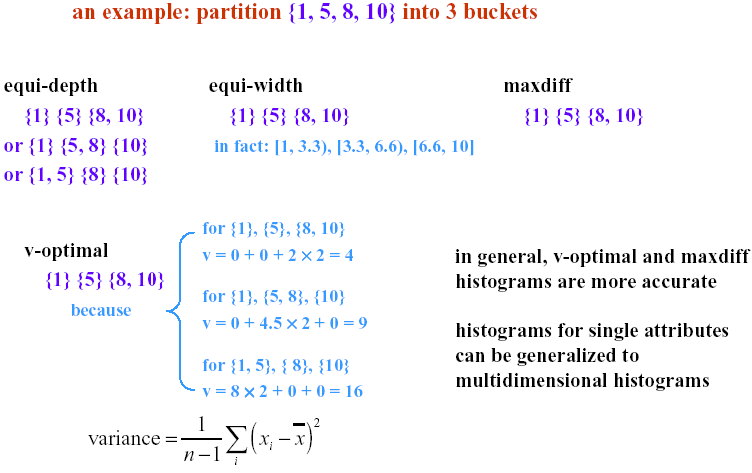 an example: partition {1, 5, 8, 10} into 3 buckets
equi-depth
{1} {5} {8, 10}
or {1} {5, 8} {10}
or {1, 5} {8} {10}
equi-width
{1} {5} {8, 10}
in fact: [1, 3.3), [3.3, 6.6), [6.6, 10]
maxdiff
{1} {5} {8, 10}
v-optimal
{1} {5} {8, 10}
because
for {1}, {5}, {8, 10}
v = 0 + 0 + 2 × 2 = 4
for {1}, {5, 8}, {10}
v = 0 + 4.5 × 2 + 0 = 9
for {1, 5}, { 8}, {10}
v = 8 × 2 + 0 + 0 = 16
in general, v-optimal and maxdiff
histograms are more accurate
histograms for single attributes
can be generalized to
multidimensional histograms
variance = \frac{1}{n-1} \sum_{i} (x_i - \overline{x})^2